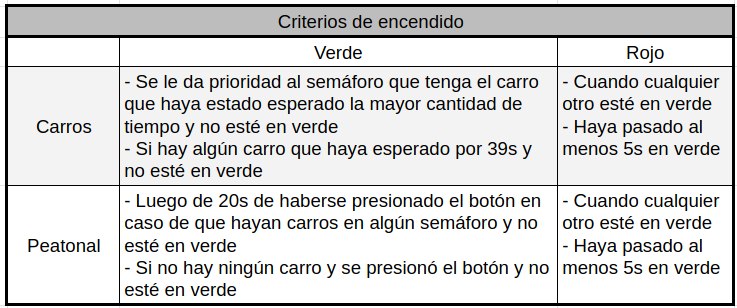 Criterios de encendido
Verde
Rojo
Carros
- Se le da prioridad al semáforo que tenga el carro
que haya estado esperado la mayor cantidad de
tiempo y no esté en verde
- Si hay algún carro que haya esperado por 39s y
no esté en verde
- Cuando cualquier
otro esté en verde
- Haya pasado al
menos 5s en verde
Peatonal
- Luego de 20s de haberse presionado el botón en
caso de que hayan carros en algún semáforo y no
esté en verde
- Si no hay ningún carro y se presionó el botón y no
esté en verde
- Cuando cualquier
otro esté en verde
- Haya pasado al
menos 5s en verde